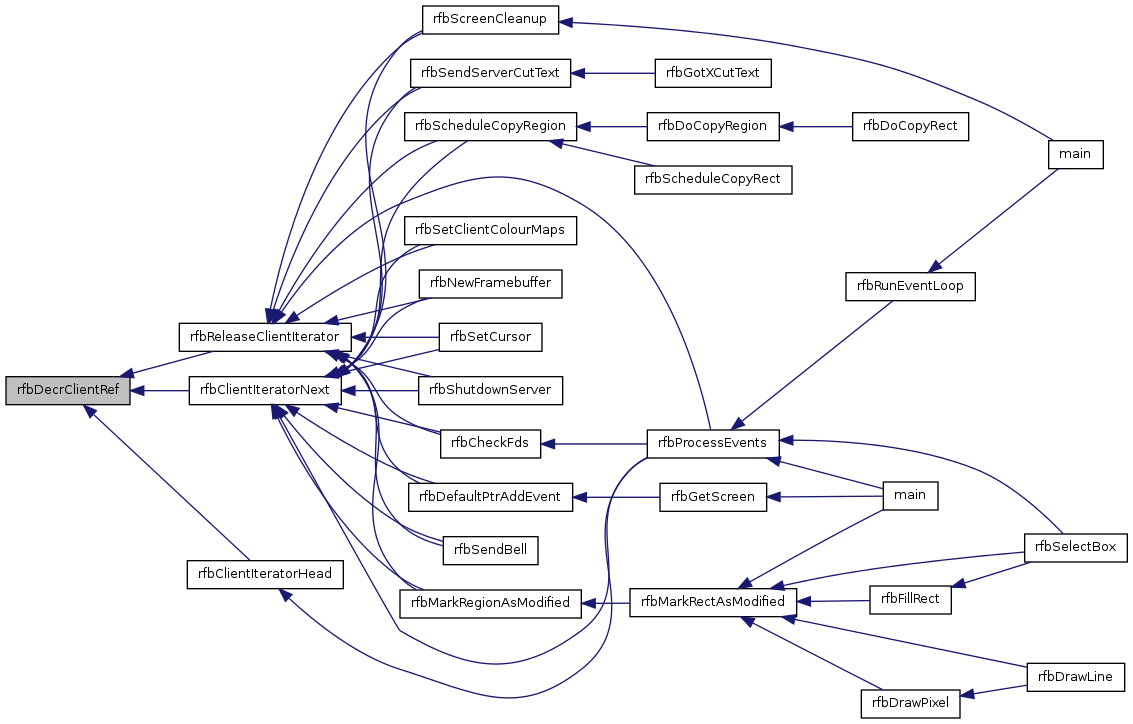 rfbScreenCleanup
rfbSendServerCutText
rfbGotXCutText
rfbScheduleCopyRegion
rfbDoCopyRegion
rfbDoCopyRect
main
rfbScheduleCopyRect
rfbSetClientColourMaps
rfbNewFramebuffer
rfbRunEventLoop
rfbReleaseClientIterator
rfbSetCursor
rfbDecrClientRef
rfbClientIteratorNext
rfbShutdownServer
rfbCheckFds
rfbProcessEvents
rfbDefaultPtrAddEvent
rfbGetScreen
main
rfbSendBell
rfbSelectBox
rfbClientIteratorHead
rfbMarkRegionAsModified
rfbMarkRectAsModified
rfbFillRect
rfbDrawLine
rfbDrawPixel